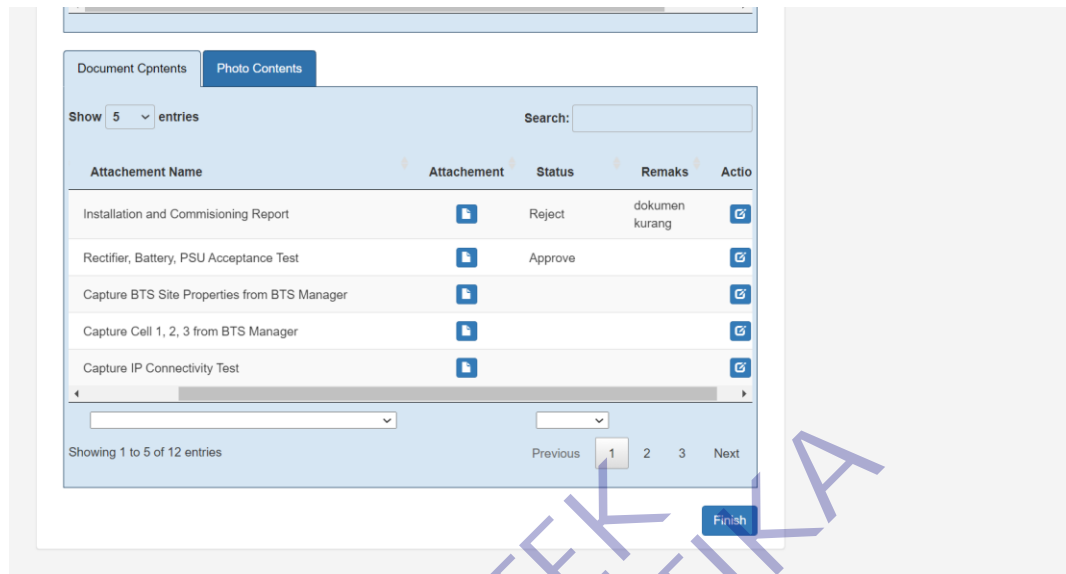 Document Cpntents Photo Contents
Show 5 entries Search:
Attachement Name Attachement Status Remaks Actio
Installation and Commisioning Report Reject dokumen kurang
Rectifier, Battery, PSU Acceptance Test Approve
Capture BTS Site Properties from BTS Manager
Capture Cell 1, 2, 3 from BTS Manager
Capture IP Connectivity Test
Showing 1 to 5 of 12 entries Previous 1 2 3 Next
Finish